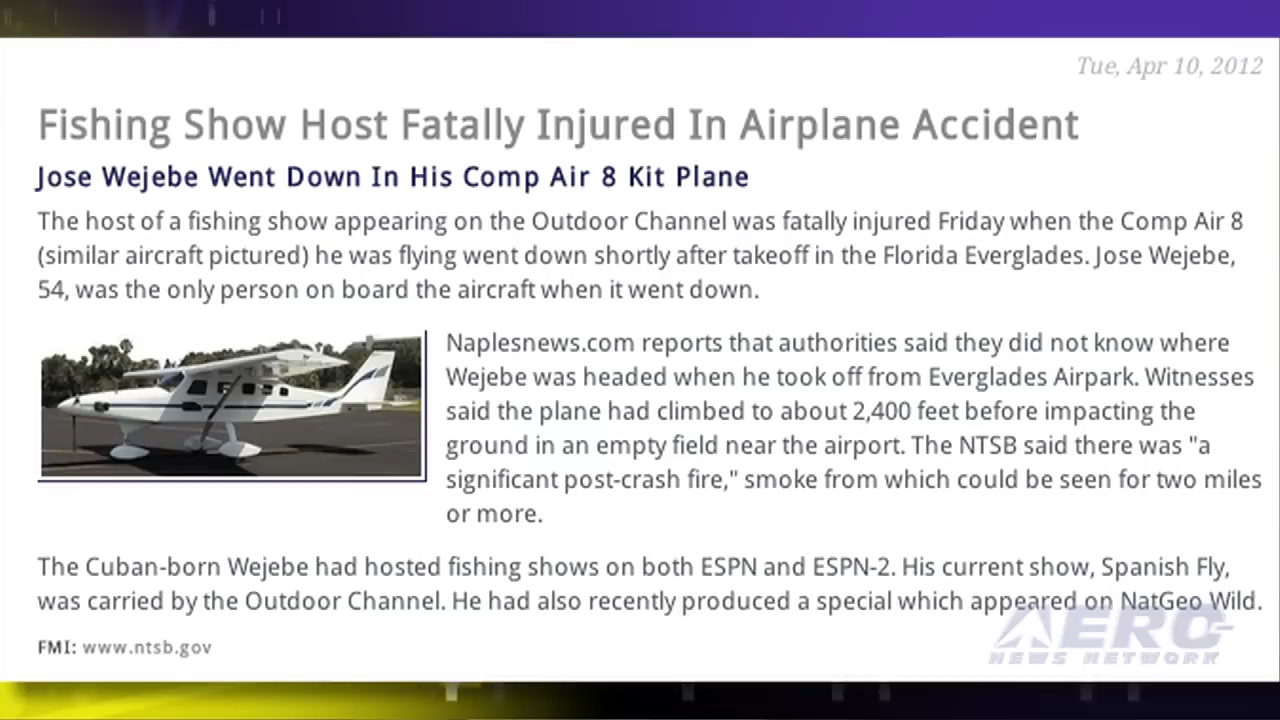 Tue, Apr 10, 2012
Fishing Show Host Fatally Injured In Airplane Accident
Jose Wejebe Went Down In His Comp Air 8 Kit Plane
The host of a fishing show appearing on the Outdoor Channel was fatally injured Friday when the Comp Air 8
(similar aircraft pictured) he was flying went down shortly after takeoff in the Florida Everglades. Jose Wejebe,
54, was the only person on board the aircraft when it went down.
Naplesnews.com reports that authorities said they did not know where
Wejebe was headed when he took off from Everglades Airpark. Witnesses
said the plane had climbed to about 2,400 feet before impacting the
ground in an empty field near the airport. The NTSB said there was "a
significant post-crash fire," smoke from which could be seen for two miles
or more.
The Cuban-born Wejebe had hosted fishing shows on both ESPN and ESPN-2. His current show, Spanish Fly,
was carried by the Outdoor Channel. He had also recently produced a special which appeared on NatGeo Wild.
FMI: www.ntsb.gov
AERO
NEWS NETWORK